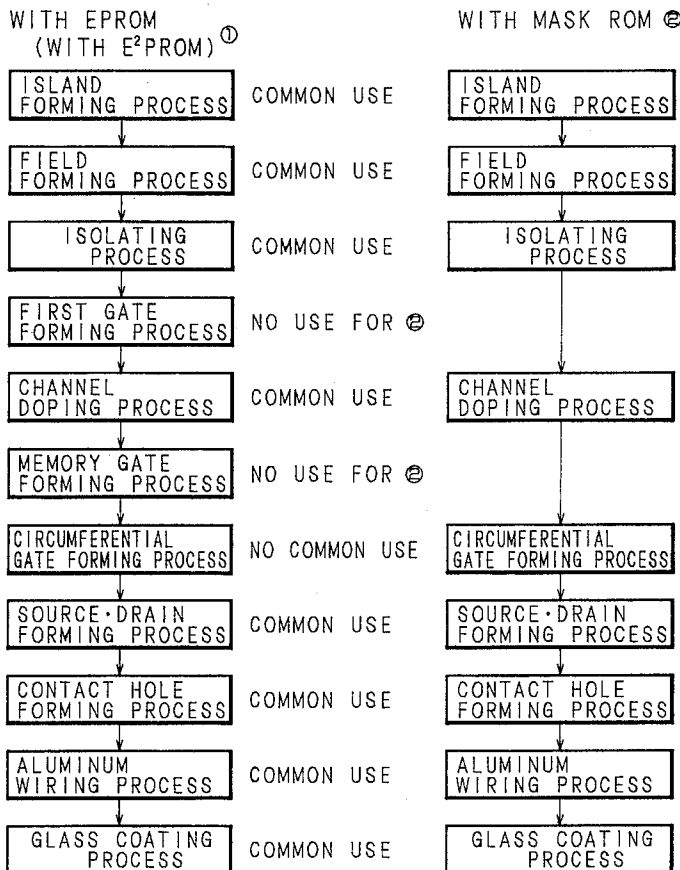 WITH EPROM
(WITH E²PROM) ①
WITH MASK ROM ②
ISLAND
FORMING PROCESS
COMMON USE
ISLAND
FORMING PROCESS
FIELD
FORMING PROCESS
COMMON USE
FIELD
FORMING PROCESS
ISOLATING
PROCESS
COMMON USE
ISOLATING
PROCESS
FIRST GATE
FORMING PROCESS
NO USE FOR ②
CHANNEL
DOPING PROCESS
COMMON USE
CHANNEL
DOPING PROCESS
MEMORY GATE
FORMING PROCESS
NO USE FOR ②
CIRCUMFERENTIAL
GATE FORMING PROCESS
NO COMMON USE
CIRCUMFERENTIAL
GATE FORMING PROCESS
SOURCE·DRAIN
FORMING PROCESS
COMMON USE
SOURCE·DRAIN
FORMING PROCESS
CONTACT HOLE
FORMING PROCESS
COMMON USE
CONTACT HOLE
FORMING PROCESS
ALUMINUM
WIRING PROCESS
COMMON USE
ALUMINUM
WIRING PROCESS
GLASS COATING
PROCESS
COMMON USE
GLASS COATING
PROCESS